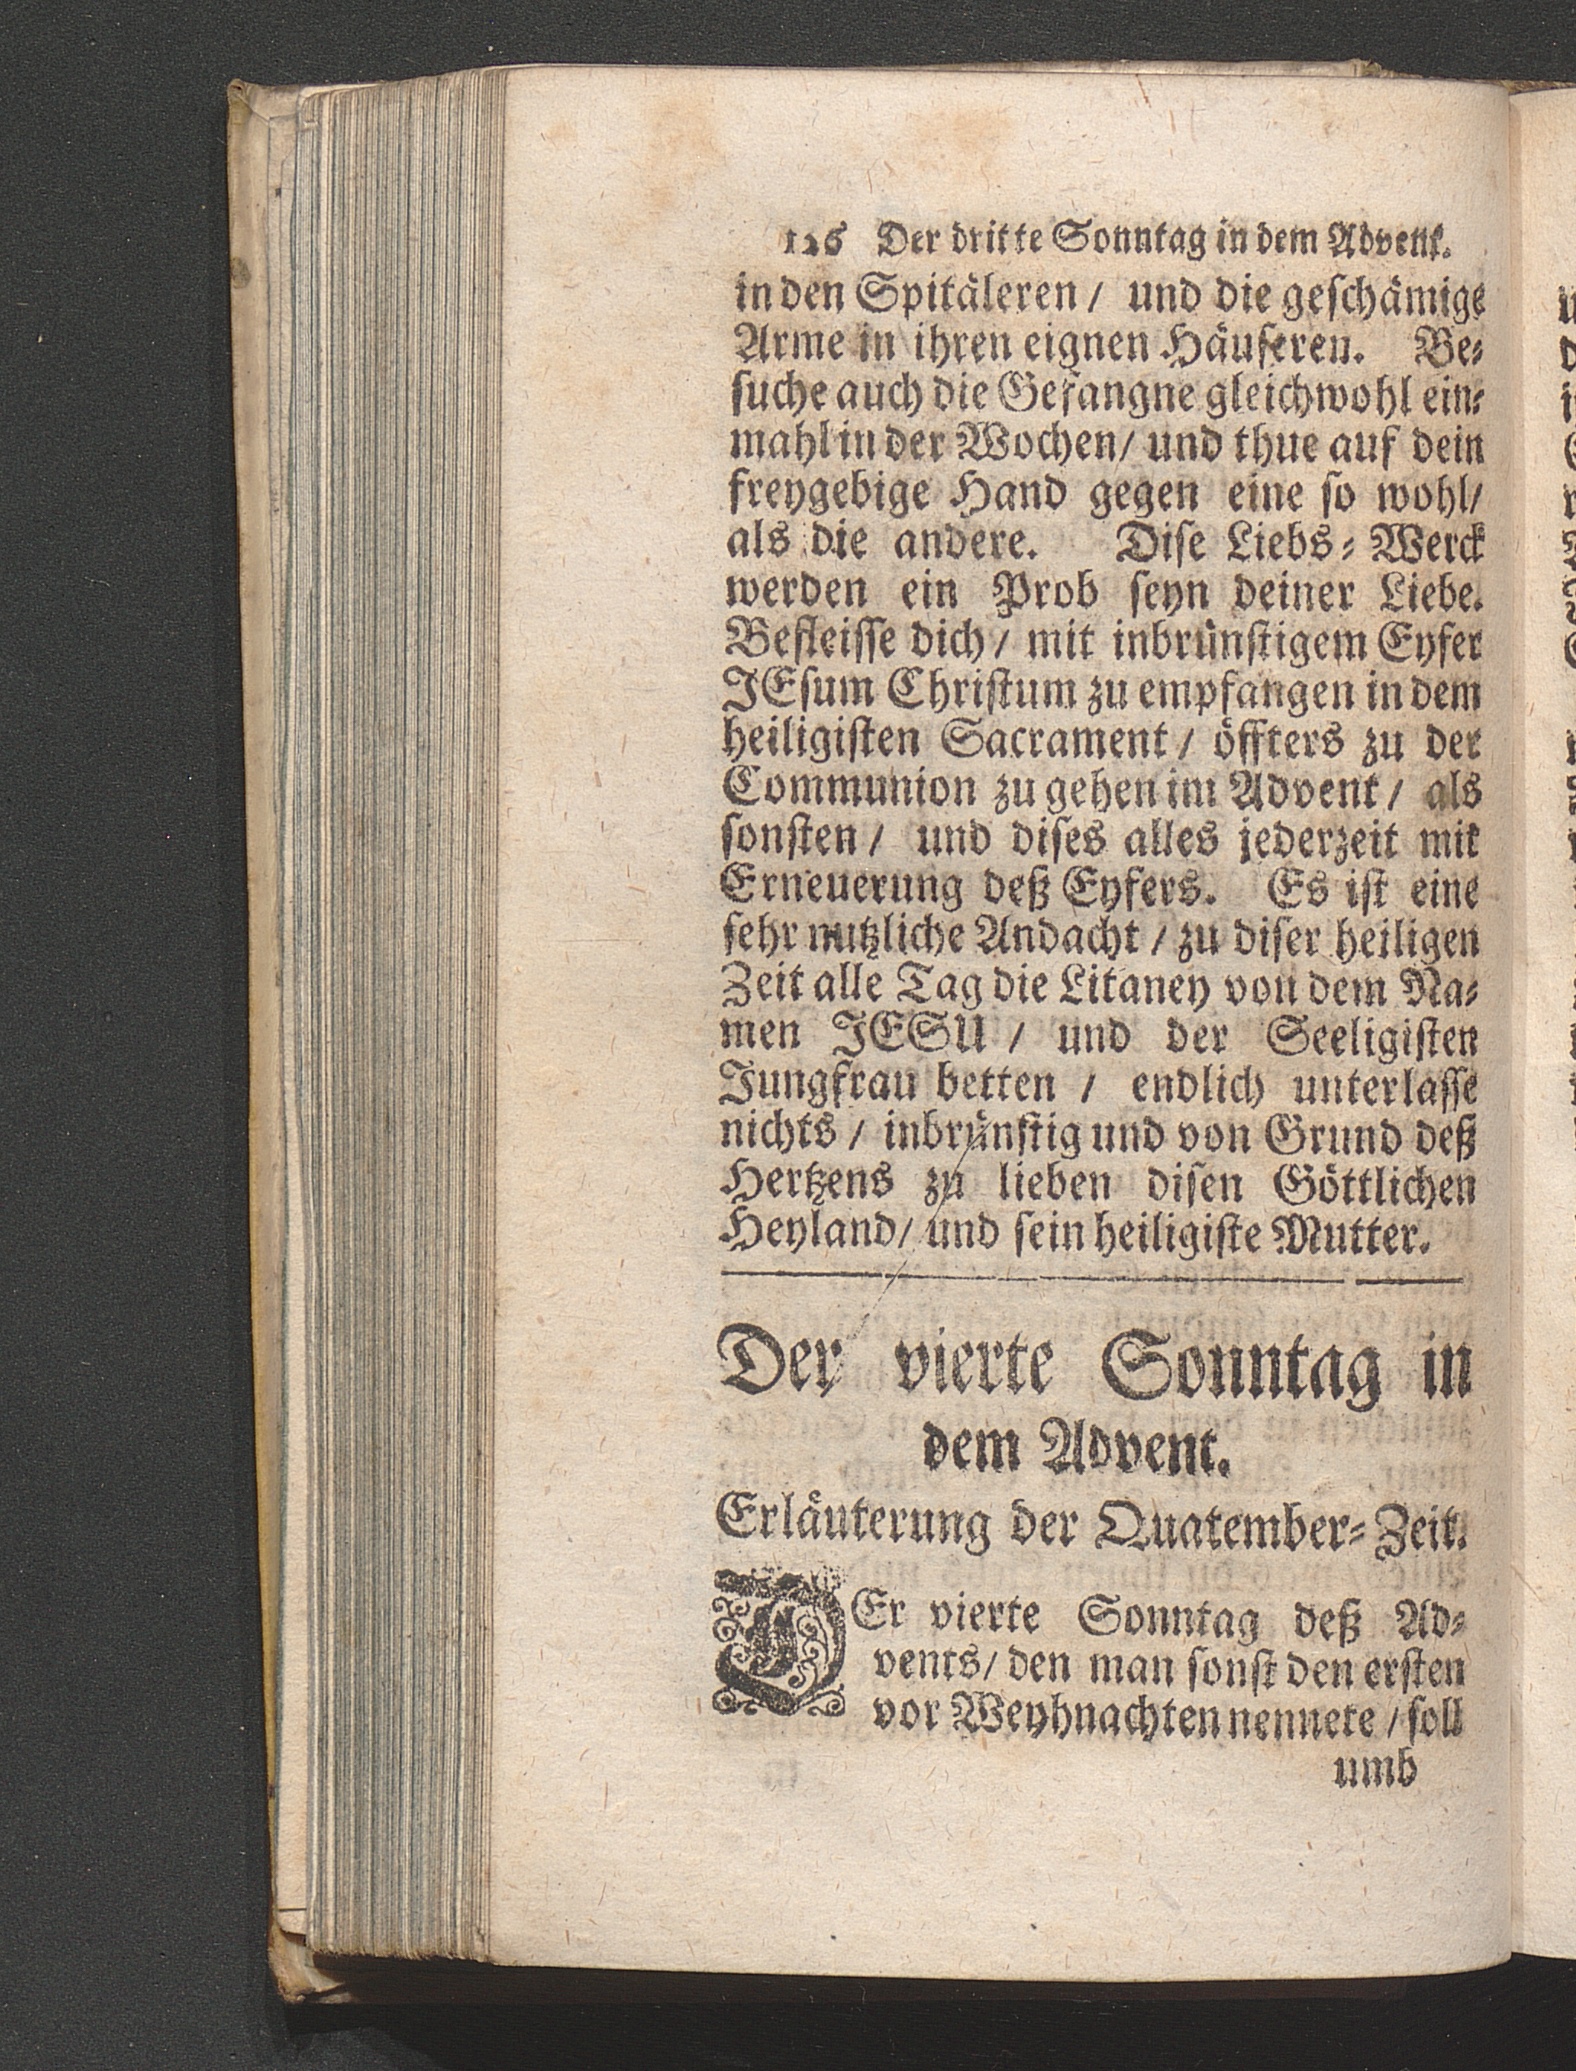 126 Der dritte Sonntag in dem Advent.
in den Spitäleren / und die geschämige
Arme in ihren eignen Häuseren. Be-
suche auch die Gefangne gleichwohl ein-
mahl in der Wochen / und thue auf dein
freygebige Hand gegen eine so wohl /
als die andere. Dise Liebs-Werck
werden ein Prob seyn deiner Liebe.
Befleisse dich / mit inbrünstigem Eyfer
JEsum Christum zu empfangen in dem
heiligisten Sacrament / öffters zu der
Communion zu gehen im Advent / als
sonsten / und dises alles jederzeit mit
Erneuerung deß Eyfers. Es ist eine
sehr nutzliche Andacht / zu diser heiligen
Zeit alle Tag die Litaney von dem Na-
men JESU / und der Seeligisten
Jungfrau betten / endlich unterlasse
nichts / inbrünstig und von Grund deß
Hertzens zu lieben disen Göttlichen
Heyland / und sein heiligiste Mutter.
Der vierte Sonntag in
dem Advent.
Erläuterung der Quatember-Zeit.
DEr vierte Sonntag deß Ad-
vents / den man sonst den ersten
vor Weyhnachten nennete / soll
umb